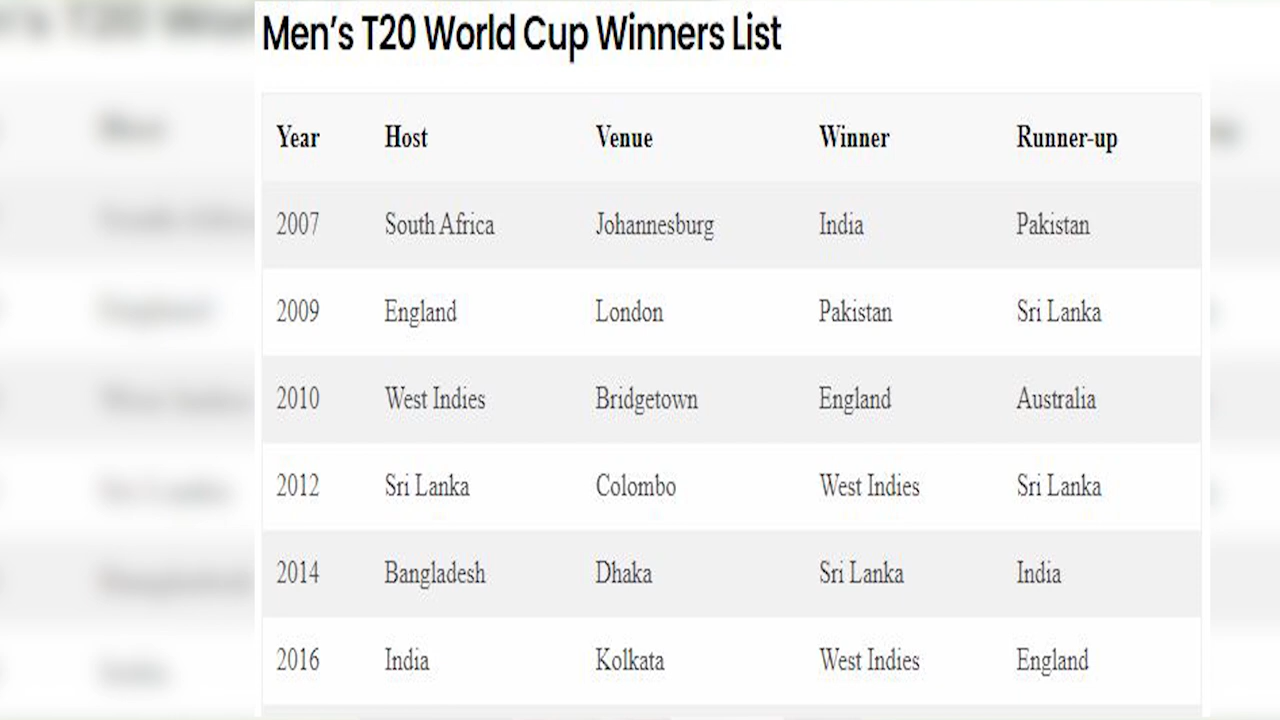 Men’s T20 World Cup Winners List
Year Host Venue Winner Runner-up
2007 South Africa Johannesburg India Pakistan
2009 England London Pakistan Sri Lanka
2010 West Indies Bridgetown England Australia
2012 Sri Lanka Colombo West Indies Sri Lanka
2014 Bangladesh Dhaka Sri Lanka India
2016 India Kolkata West Indies England